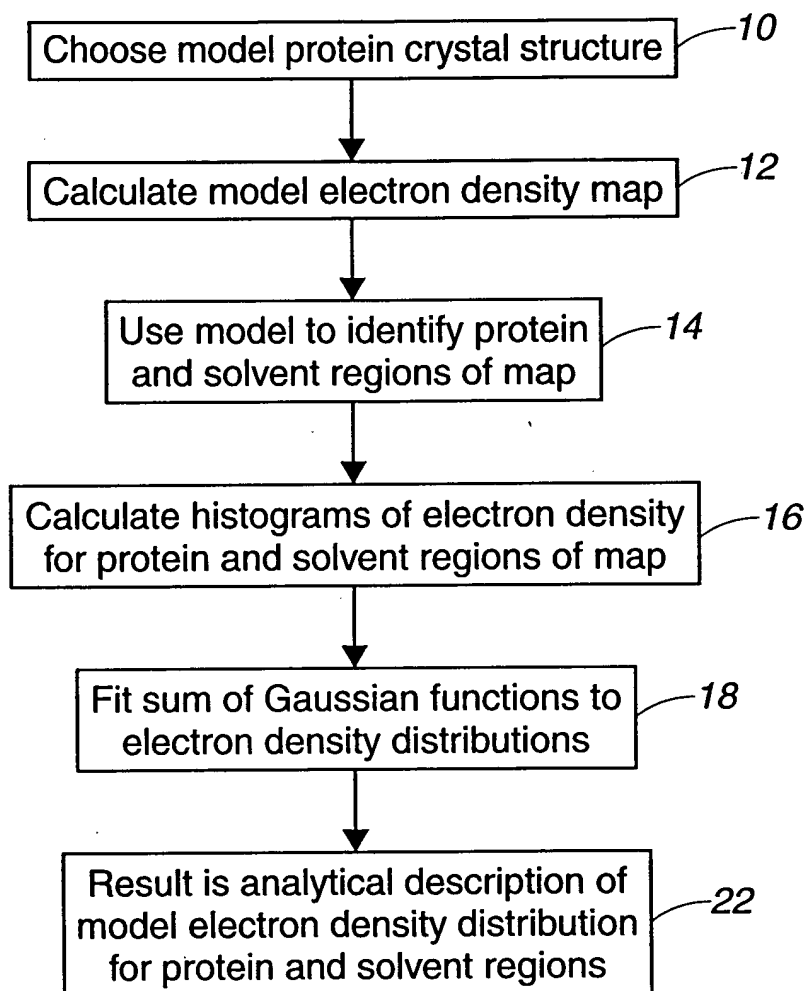 Choose model protein crystal structure
10
Calculate model electron density map
12
Use model to identify protein
and solvent regions of map
14
Calculate histograms of electron density
for protein and solvent regions of map
16
Fit sum of Gaussian functions to
electron density distributions
18
Result is analytical description of
model electron density distribution
for protein and solvent regions
22